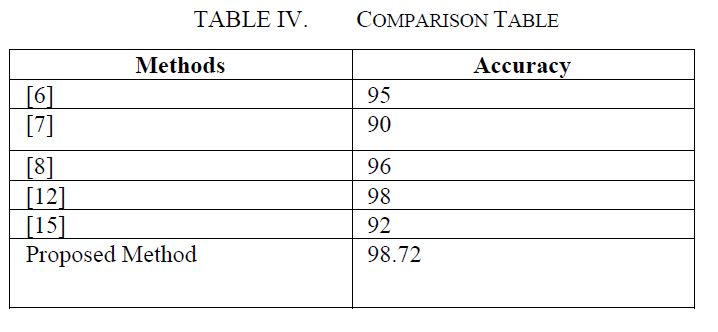 TABLE IV. COMPARISON TABLE
Methods Accuracy
[6] 95
[7] 90
[8] 96
[12] 98
[15] 92
Proposed Method 98.72